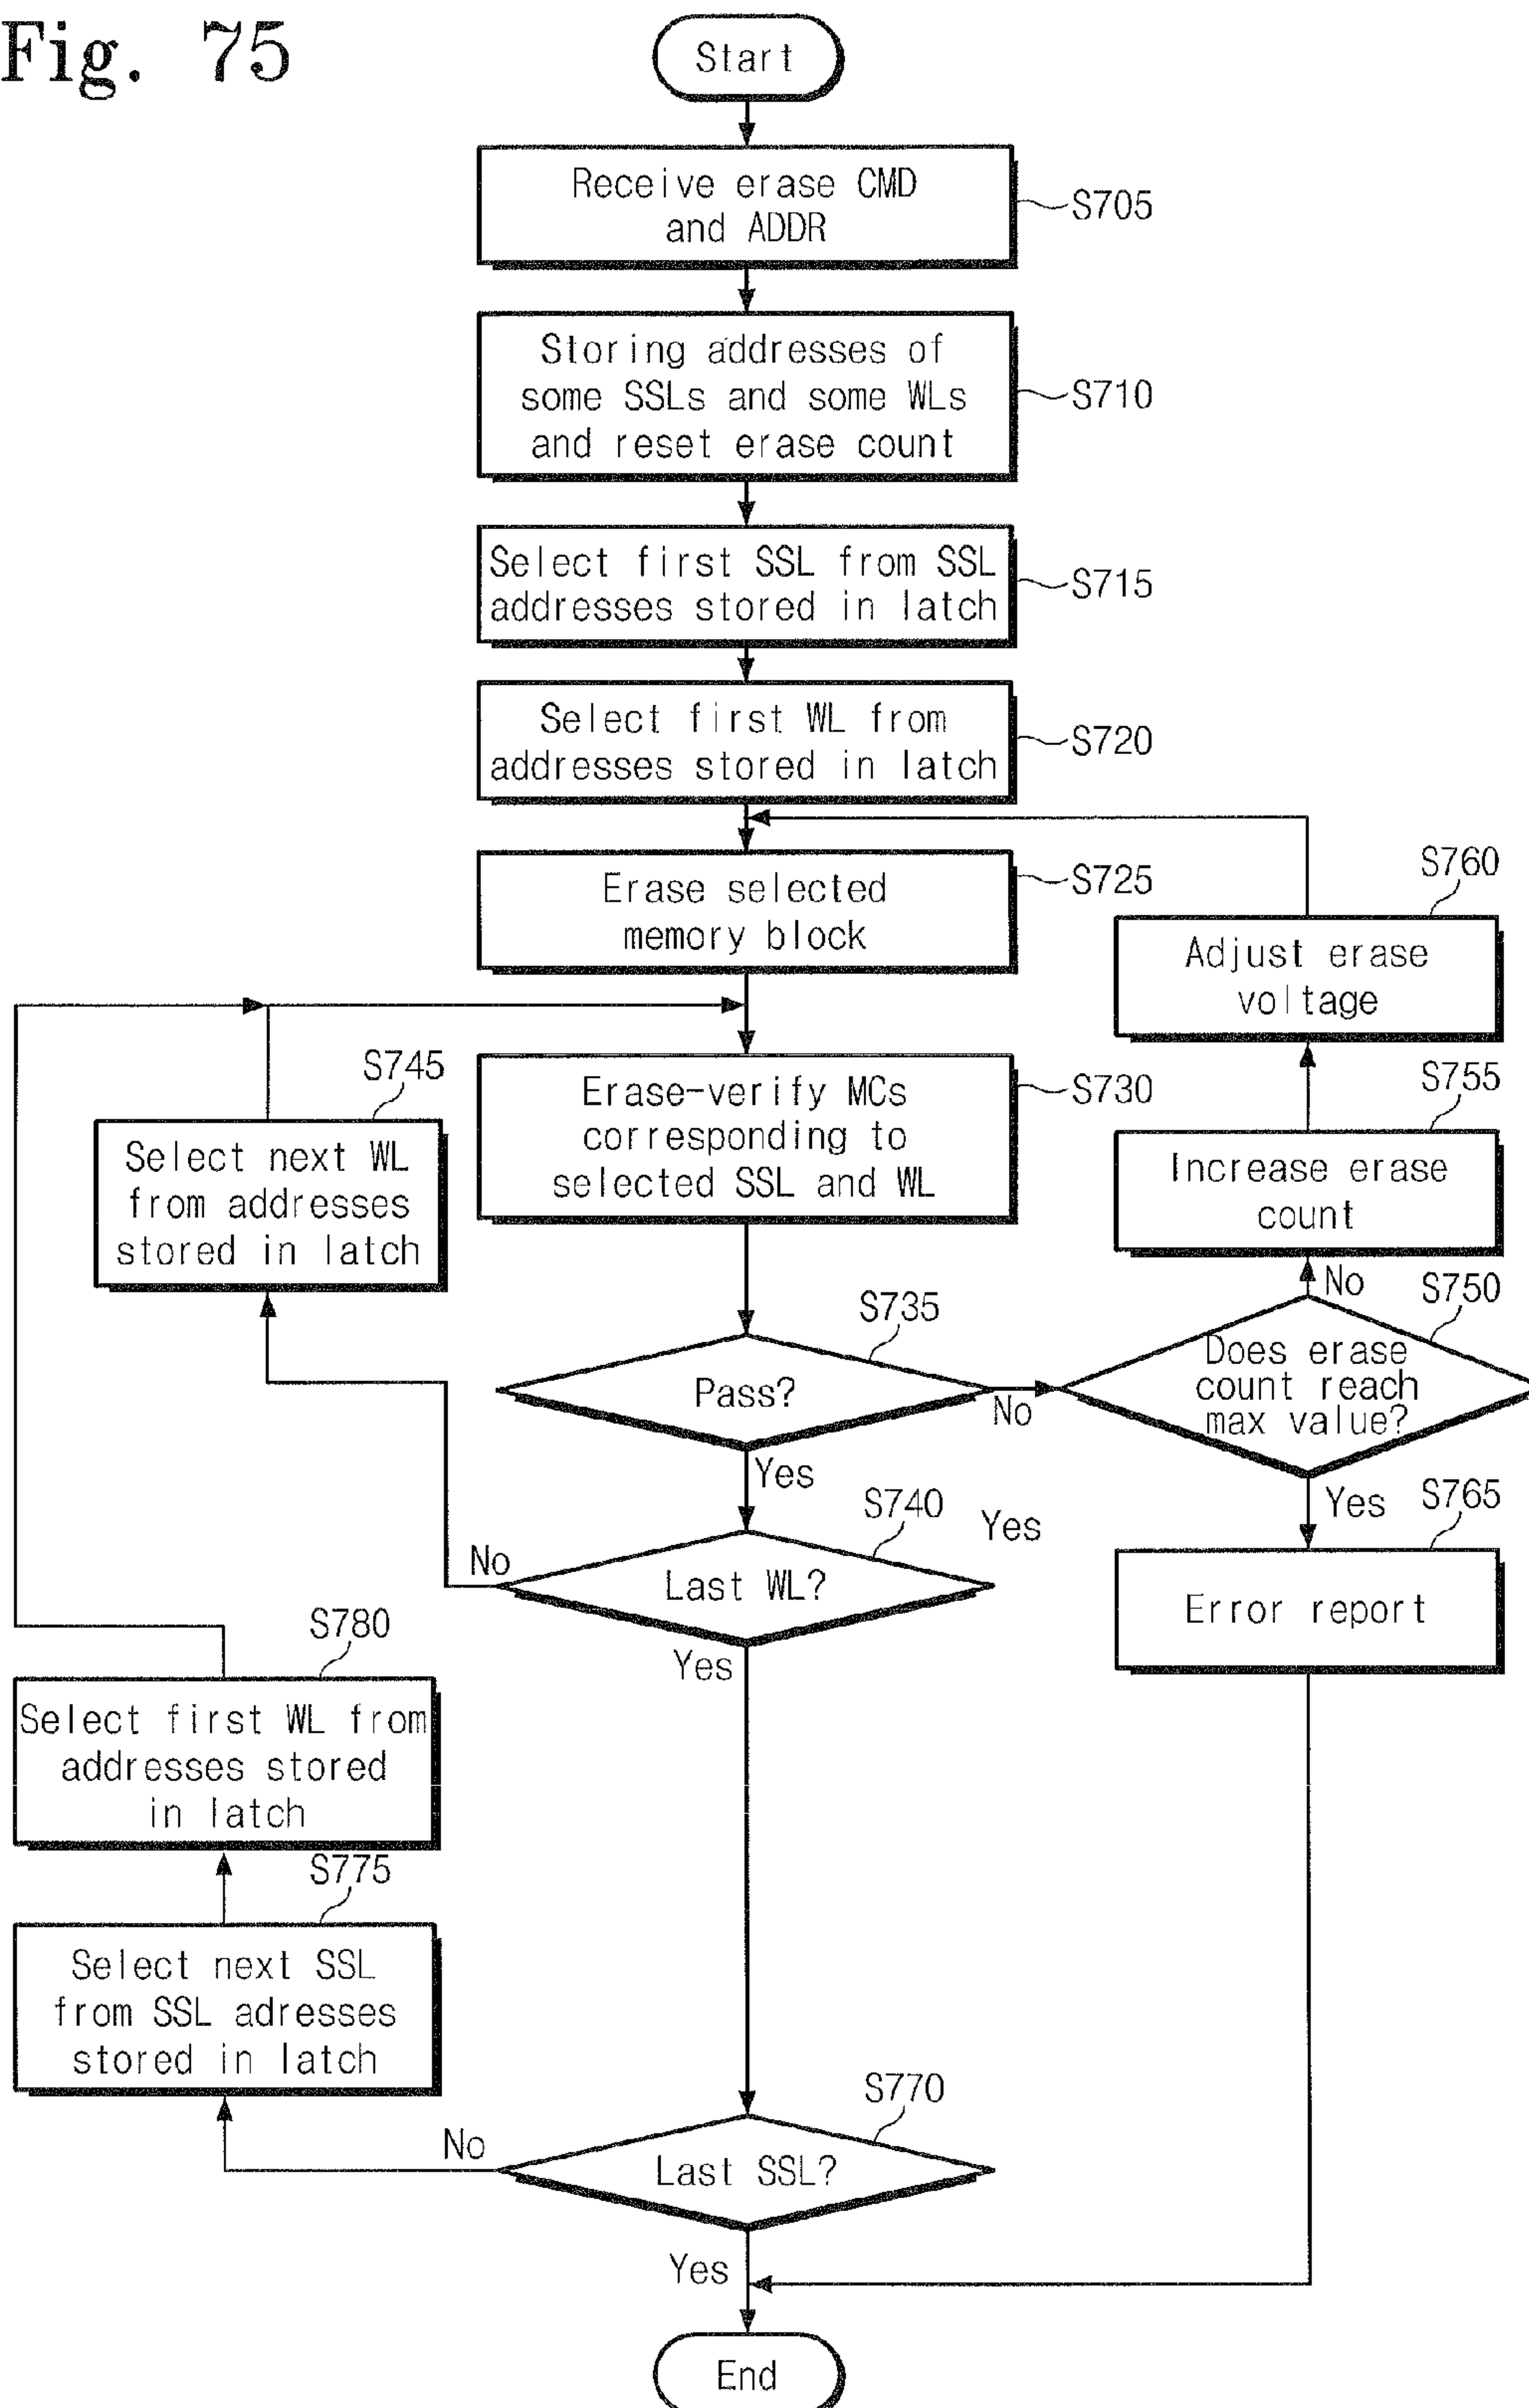 Fig. 75
Start
Receive erase CMD
and ADDR
S705
Storing addresses of
some SSLs and some WLs
and reset erase count
S710
Select first SSL from SSL
addresses stored in latch
S715
Select first WL from
addresses stored in latch
S720
Erase selected
memory block
S725
S760
Adjust erase
voltage
S745
Select next WL
from addresses
stored in latch
Erase-verify MCs
corresponding to
selected SSL and WL
S730
S755
Increase erase
count
No
S735
Pass?
No
Yes
S750
Does erase
count reach
max value?
Yes
S740
Last WL?
No
Yes
Yes
S765
Error report
S780
Select first WL from
addresses stored
in latch
S775
Select next SSL
from SSL adresses
stored in latch
S770
Last SSL?
No
Yes
End